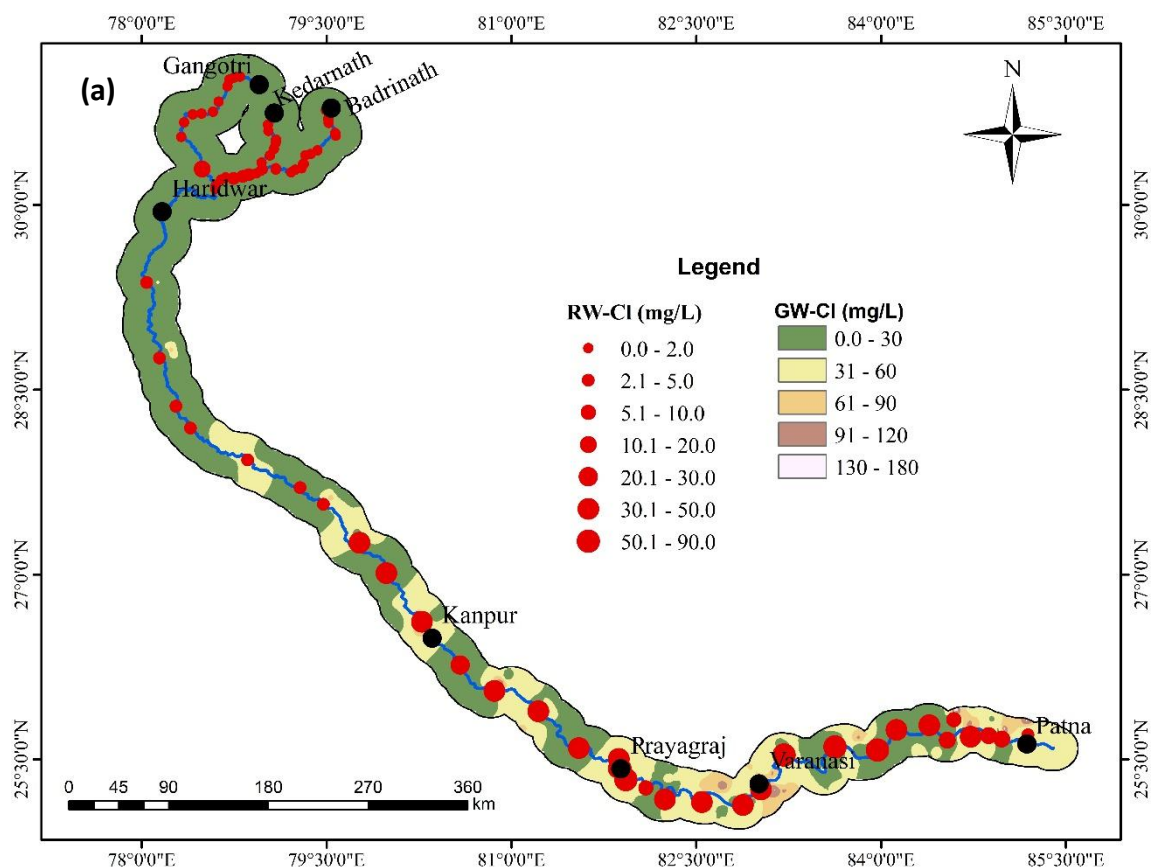 78°0'0"E 79°30'0"E 81°0'0"E 82°30'0"E 84°0'0"E 85°30'0"E
(a)
Gangotri
Kedarnath
Badrinath
N
Haridwar
30°0'0"N 30°0'0"N
Legend
RW-Cl (mg/L)
0.0 - 2.0
2.1 - 5.0
5.1 - 10.0
10.1 - 20.0
20.1 - 30.0
30.1 - 50.0
50.1 - 90.0
GW-Cl (mg/L)
0.0 - 30
31 - 60
61 - 90
91 - 120
130 - 180
28°30'0"N 28°30'0"N
27°0'0"N 27°0'0"N
Kanpur
Prayagraj
Varanasi
Patna
25°30'0"N 25°30'0"N
0 45 90 180 270 360
km
78°0'0"E 79°30'0"E 81°0'0"E 82°30'0"E 84°0'0"E 85°30'0"E